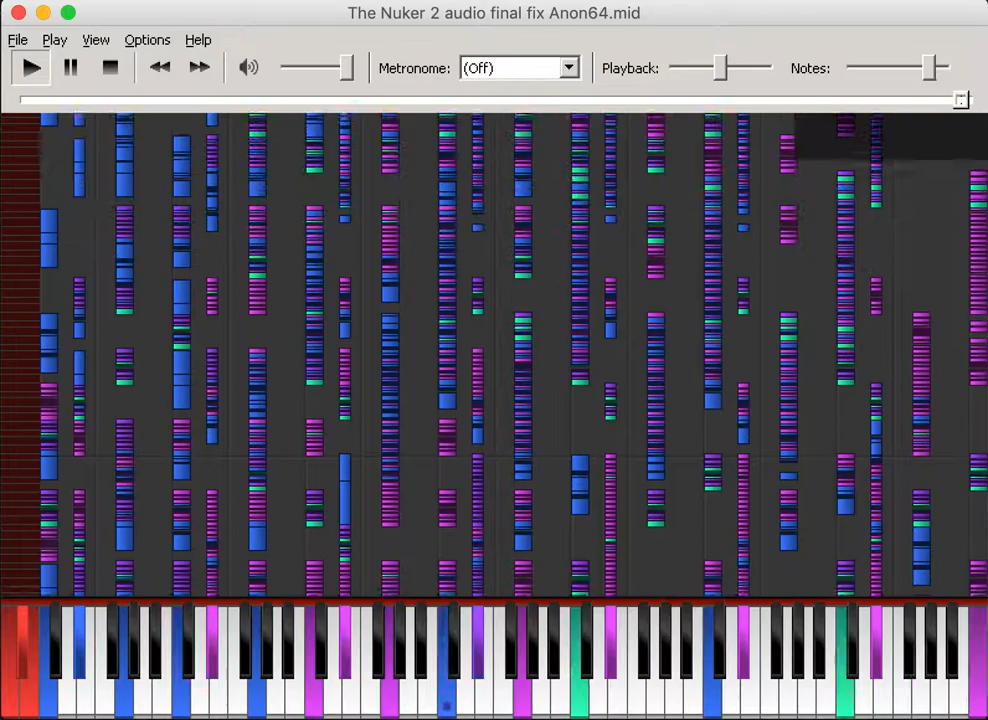 The Nuker 2 audio final fix Anon64.mid
File Play View Options Help
Metronome: (Off) Playback: Notes: